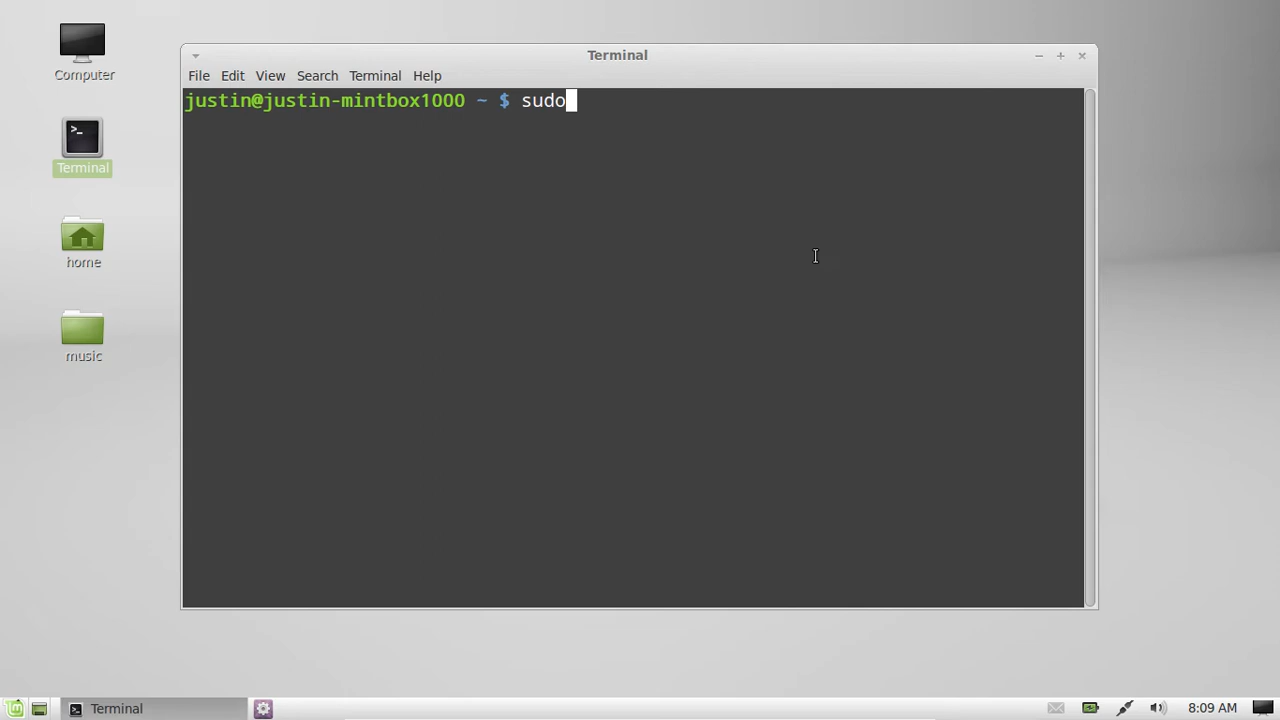 Computer
Terminal
home
music
Terminal
File Edit View Search Terminal Help
justin@justin-mintbox1000 ~ $ sudo
Terminal
8:09 AM